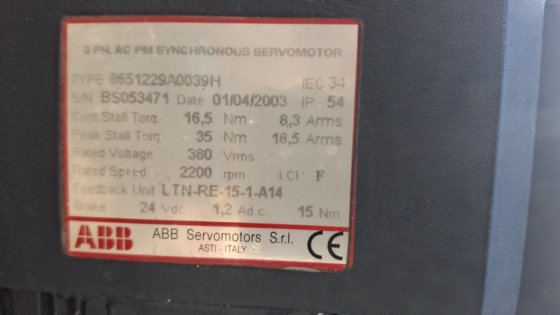 3 PH. AC PM SYNCHRONOUS SERVOMOTOR
TYPE 8651229A0039H IEC 34
S/N BS053471 Date 01/04/2003 IP 54
Cont.Stall Torq. 16,5 Nm 8,3 Arms
Peak Stall Torq. 35 Nm 18,5 Arms
Rated Voltage 380 Vrms
Rated Speed 2200 rpm I.Cl. F
Feedback Unit LTN-RE-15-1-A14
Brake 24 Vdc 1,2 Ad.c. 15 Nm
ABB ABB Servomotors S.r.l. CE
ASTI - ITALY